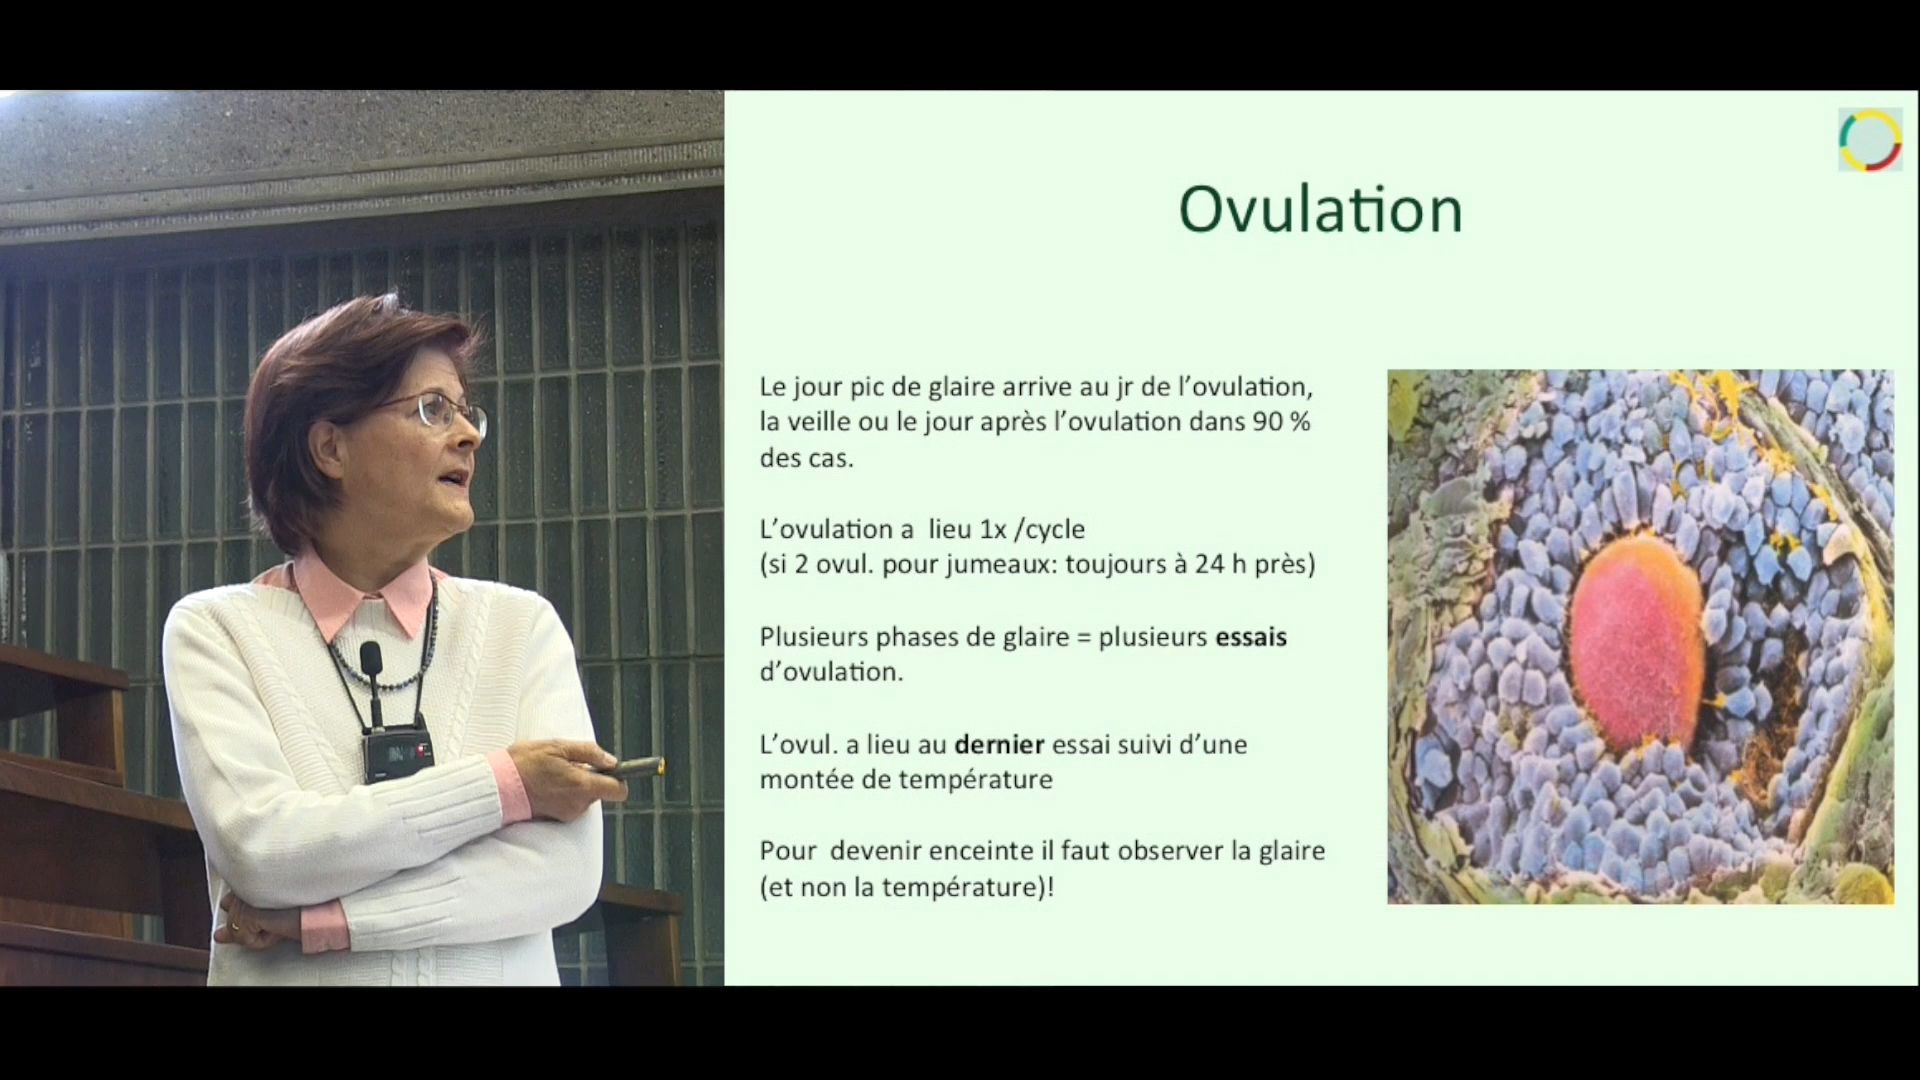 Ovulation
Le jour pic de glaire arrive au jr de l’ovulation,
la veille ou le jour après l’ovulation dans 90 %
des cas.
L’ovulation a  lieu 1x /cycle
(si 2 ovul. pour jumeaux: toujours à 24 h près)
Plusieurs phases de glaire = plusieurs essais
d’ovulation.
L’ovul. a lieu au dernier essai suivi d’une
montée de température
Pour  devenir enceinte il faut observer la glaire
(et non la température)!